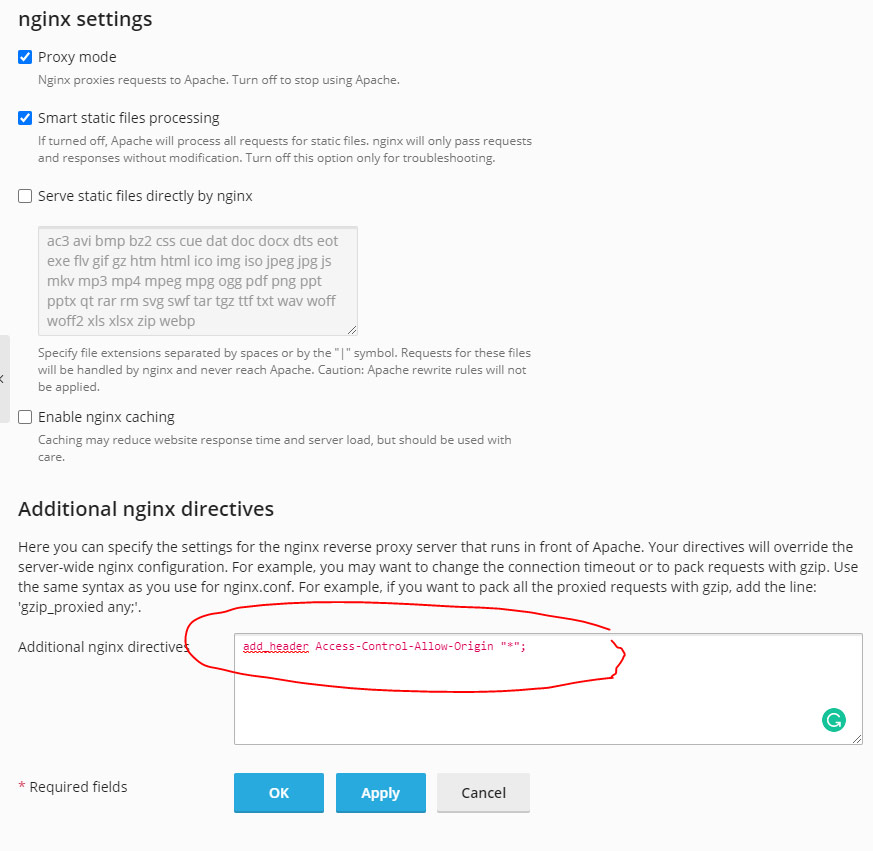 nginx settings
Proxy mode
Nginx proxies requests to Apache. Turn off to stop using Apache.
Smart static files processing
If turned off, Apache will process all requests for static files. nginx will only pass requests
and responses without modification. Turn off this option only for troubleshooting.
Serve static files directly by nginx
ac3 avi bmp bz2 css cue dat doc docx dts eot
exe flv gif gz htm html ico img iso jpeg jpg js
mkv mp3 mp4 mpeg mpg ogg pdf png ppt
pptx qt rar rm svg swf tar tgz ttf txt wav woff
woff2 xls xlsx zip webp
Specify file extensions separated by spaces or by the "|" symbol. Requests for these files
will be handled by nginx and never reach Apache. Caution: Apache rewrite rules will not
be applied.
Enable nginx caching
Caching may reduce website response time and server load, but should be used with
care.
Additional nginx directives
Here you can specify the settings for the nginx reverse proxy server that runs in front of Apache. Your directives will override the
server-wide nginx configuration. For example, you may want to change the connection timeout or to pack requests with gzip. Use
the same syntax as you use for nginx.conf. For example, if you want to pack all the proxied requests with gzip, add the line:
'gzip_proxied any;'.
Additional nginx directives
add_header Access-Control-Allow-Origin "*";
* Required fields
OK
Apply
Cancel